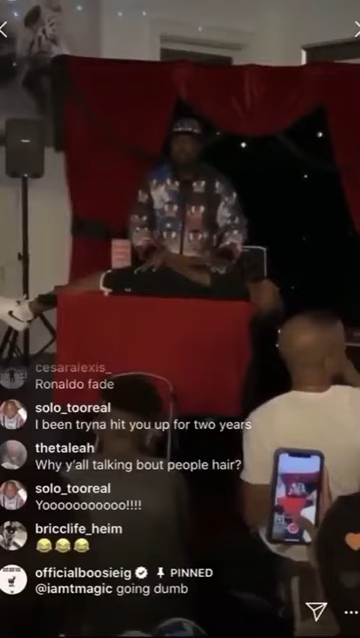 cesaralexis_
Ronaldo fade
solo_tooreal
I been tryna hit you up for two years
thetaleah
Why y'all talking bout people hair?
solo_tooreal
Yooooooooooo!!!!
bricclife_heim
😂😂😂
officialboosieig PINNED
@iamtmagic going dumb